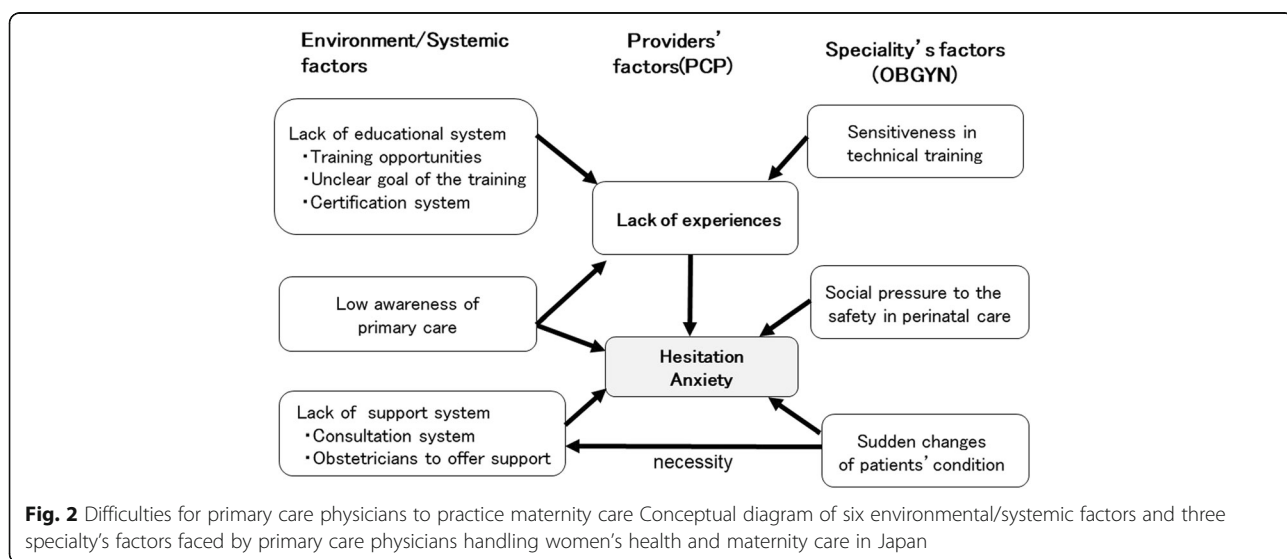 Environment/Systemic
factors
Providers'
factors(PCP)
Speciality's factors
(OBGYN)
Lack of educational system
・Training opportunities
・Unclear goal of the training
・Certification system
Sensitiveness in
technical training
Lack of experiences
Low awareness of
primary care
Social pressure to the
safety in perinatal care
Hesitation
Anxiety
Lack of support system
・Consultation system
・Obstetricians to offer support
necessity
Sudden changes
of patients' condition
Fig. 2 Difficulties for primary care physicians to practice maternity care Conceptual diagram of six environmental/systemic factors and three
specialty's factors faced by primary care physicians handling women's health and maternity care in Japan